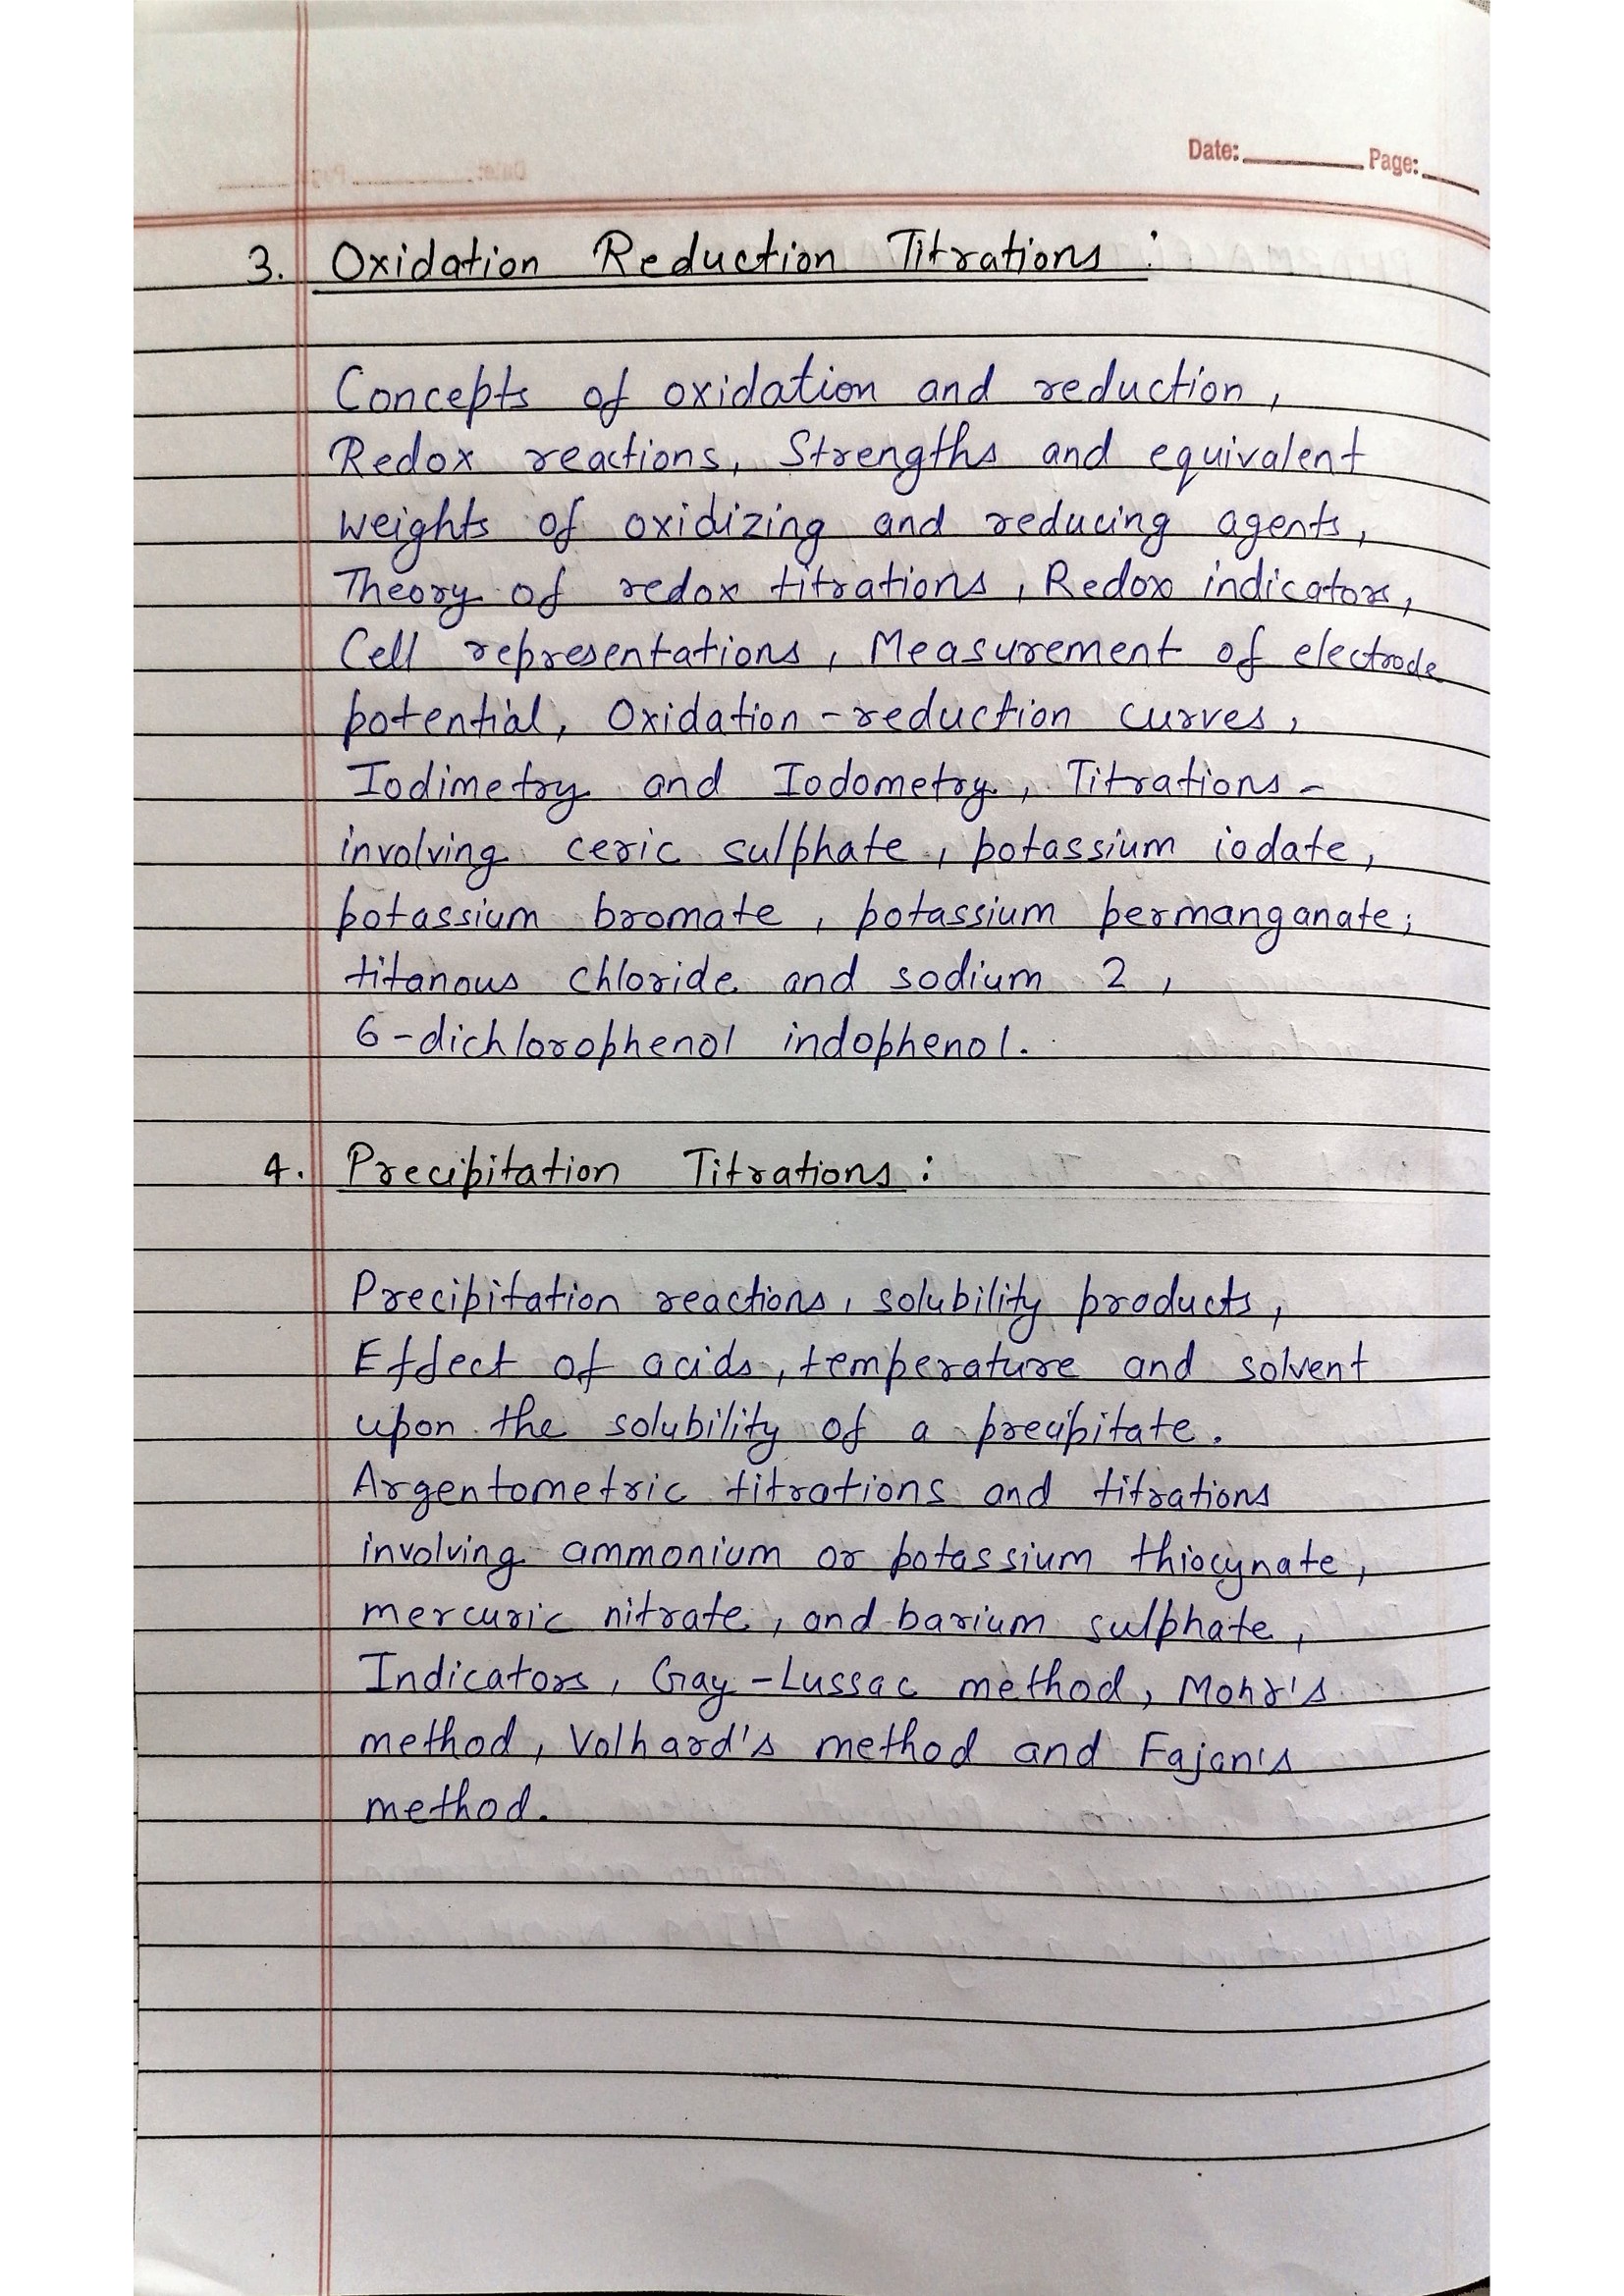 Date: Page:
3. Oxidation Reduction Titrations :
Concepts of oxidation and reduction,
Redox reactions, Strengths and equivalent
weights of oxidizing and reducing agents,
Theory of redox titrations, Redox indicators,
Cell representations, Measurement of electrode
potential, Oxidation-reduction curves,
Iodimetry and Iodometry, Titrations-
involving ceric sulphate, potassium iodate,
potassium bromate, potassium permanganate;
titanous chloride and sodium 2,
6-dichlorophenol indophenol.
4. Precipitation Titrations :
Precipitation reactions, solubility products,
Effect of acids, temperature and solvent
upon the solubility of a precipitate.
Argentometric titrations and titrations
involving ammonium or potassium thiocynate,
mercuric nitrate, and barium sulphate,
Indicators, Gay-Lussac method, Mohr's
method, Volhard's method and Fajan's
method.